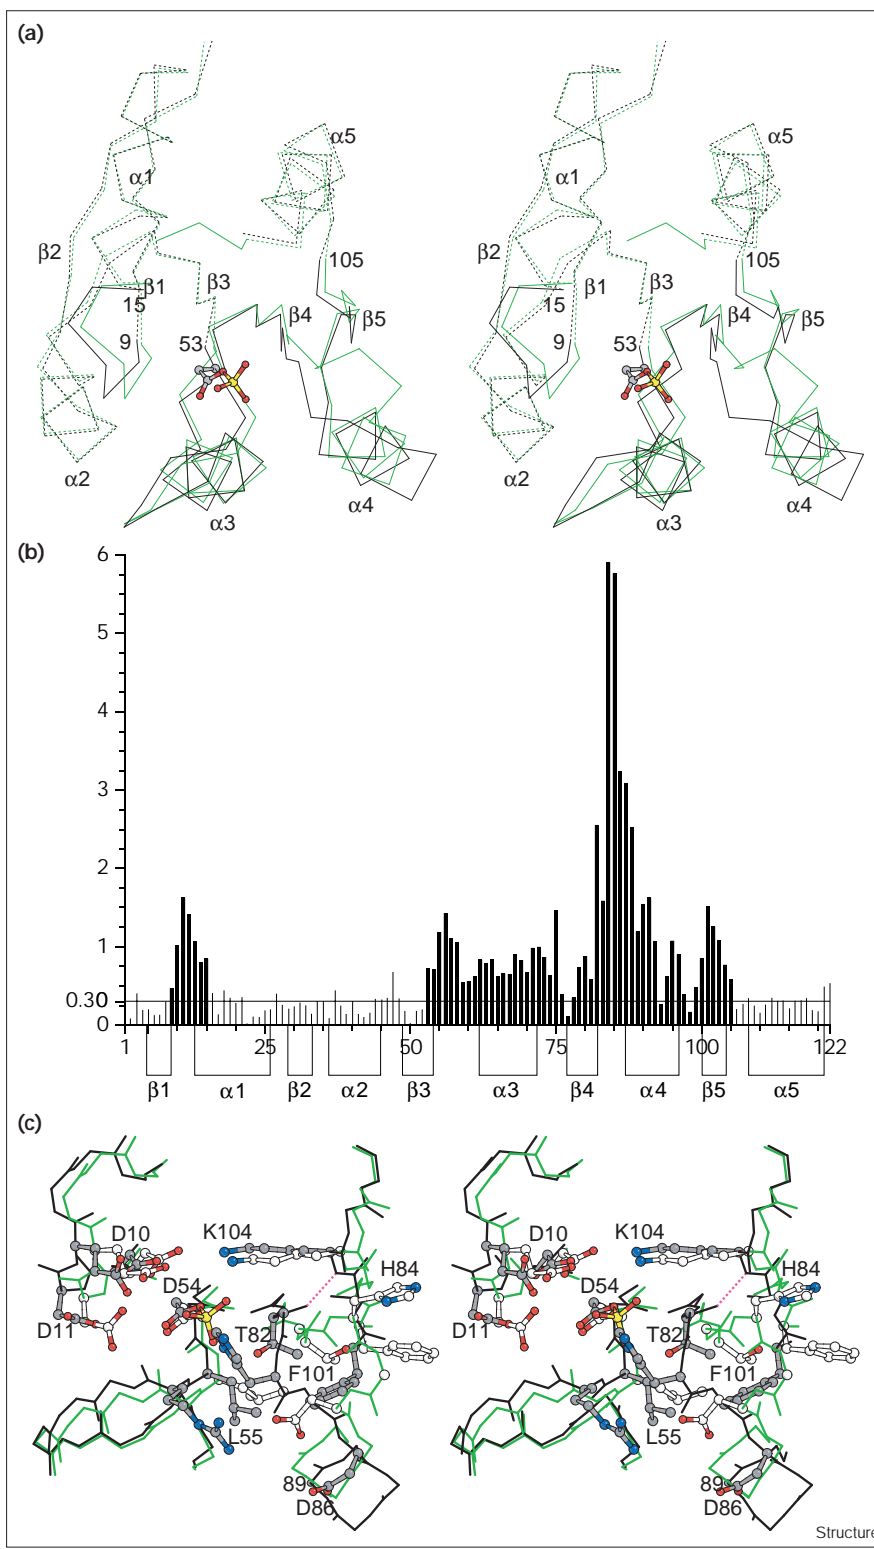 (a)
α5 α5
α1 α1
β2 β2
105 105
β1 β3 β1 β3
15 15
β4 β5 β4 β5
9 53 9 53
α2 α4 α2 α4
α3 α3
(b)
6
5
4
3
2
1
0.30
0
1 25 50 75 100 122
β1 α1 β2 α2 β3 α3 β4 α4 β5 α5
(c)
D10 K104 D10 K104
H84 H84
D54 D54
D11 T82 D11 T82
F101 F101
L55 L55
89 89
D86 D86
Structure